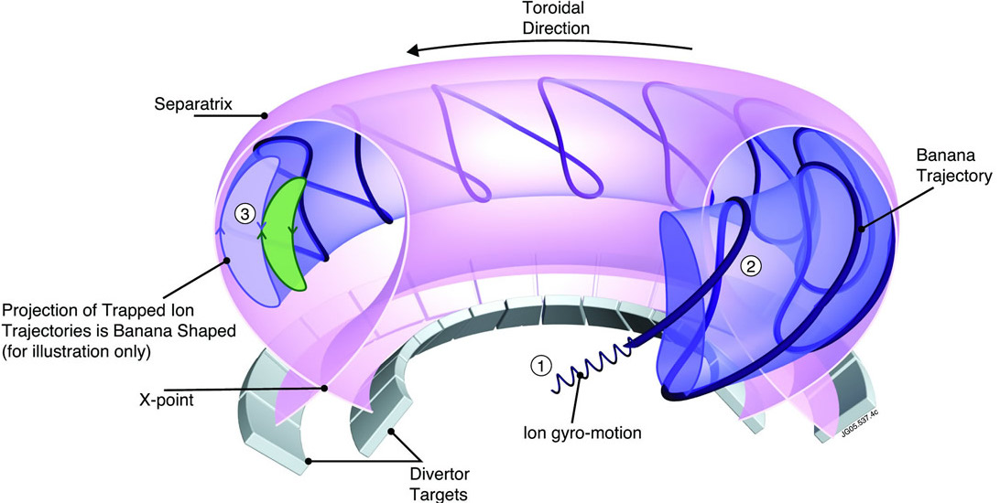 Toroidal
Direction
Separatrix
Banana
Trajectory
3
2
Projection of Trapped Ion
Trajectories is Banana Shaped
(for illustration only)
1
X-point
Ion gyro-motion
JG05.537.4c
Divertor
Targets